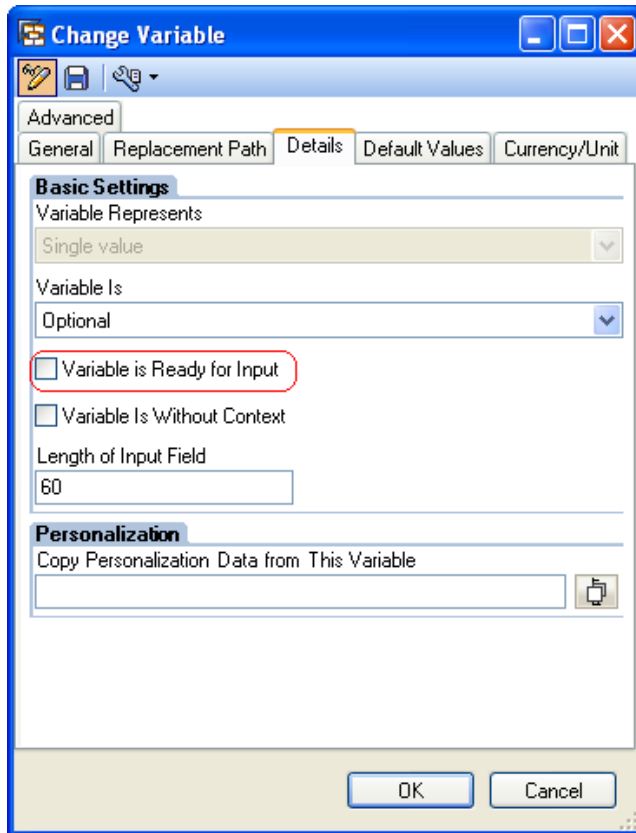 Change Variable
Advanced
General Replacement Path Details Default Values Currency/Unit
Basic Settings
Variable Represents
Single value
Variable Is
Optional
Variable is Ready for Input
Variable Is Without Context
Length of Input Field
60
Personalization
Copy Personalization Data from This Variable
OK Cancel